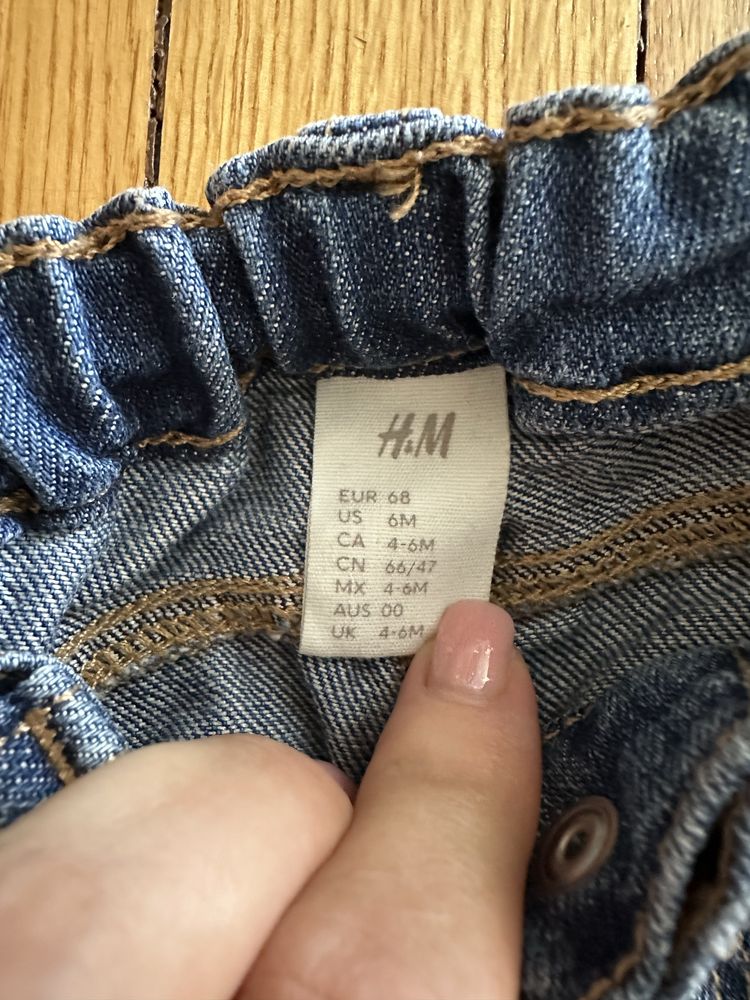 H&M
EUR 68
US 6M
CA 4-6M
CN 66/47
MX 4-6M
AUS 00
UK 4-6M